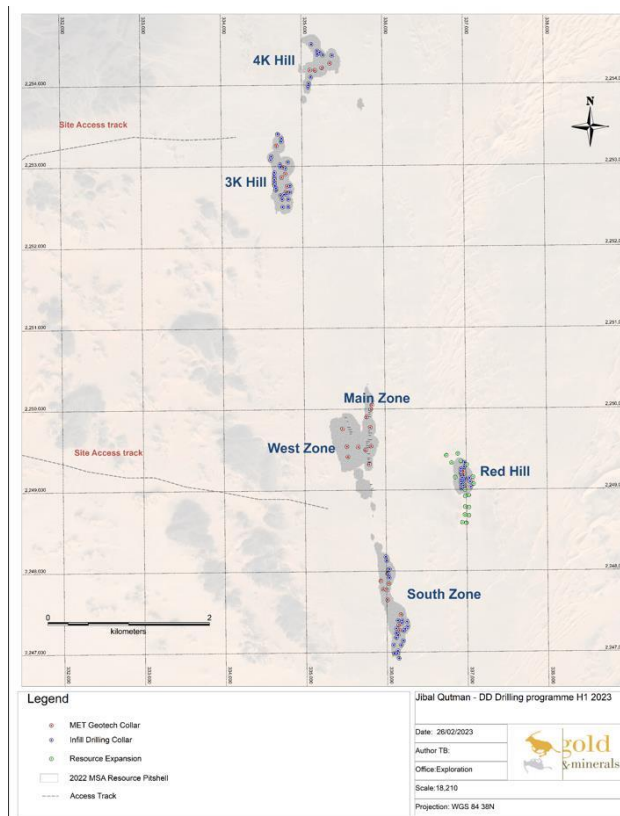 4K Hill
2,254,000
N
Site Access track
2,253,000
3K Hill
2,252,000
2,251,000
Main Zone
2,250,000
West Zone
Site Access track
Red Hill
2,249,000
2,248,000
South Zone
0 2
kilometers
2,247,000
Legend
MET Geotech Collar
Infill Drilling Collar
Resource Expansion
2022 MSA Resource Pitshell
Access Track
Jibal Qutman - DD Drilling programme H1 2023
Date: 26/02/2023
Author TB:
Office:Exploration
Scale:18,210
Projection: WGS 84 38N
gold
&minerals